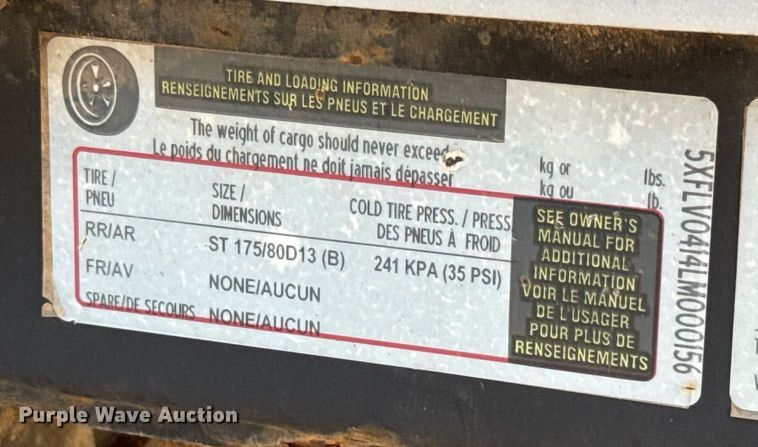 TIRE AND LOADING INFORMATION
RENSEIGNEMENTS SUR LES PNEUS ET LE CHARGEMENT
The weight of cargo should never exceed kg or lbs.
Le poids du chargement ne doit jamais dépasser kg ou lb.
TIRE / SIZE / COLD TIRE PRESS. / PRESS
PNEU DIMENSIONS DES PNEUS À FROID
RR/AR ST 175/80D13 (B) 241 KPA (35 PSI)
FR/AV NONE/AUCUN
SPARE/DE SECOURS NONE/AUCUN
SEE OWNER'S
MANUAL FOR
ADDITIONAL
INFORMATION
VOIR LE MANUEL
DE L'USAGER
POUR PLUS DE
RENSEIGNEMENTS
5XFLV0414LM000156
Purple Wave Auction